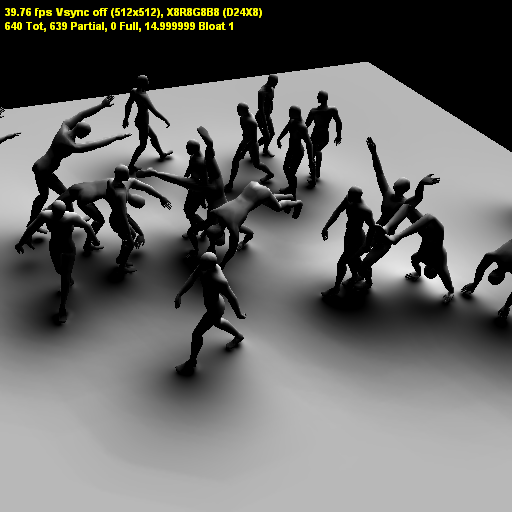 39.76 fps Vsync off (512x512), X8R8G8B8 (D24X8)
640 Tot, 639 Partial, 0 Full, 14.999999 Bloat 1